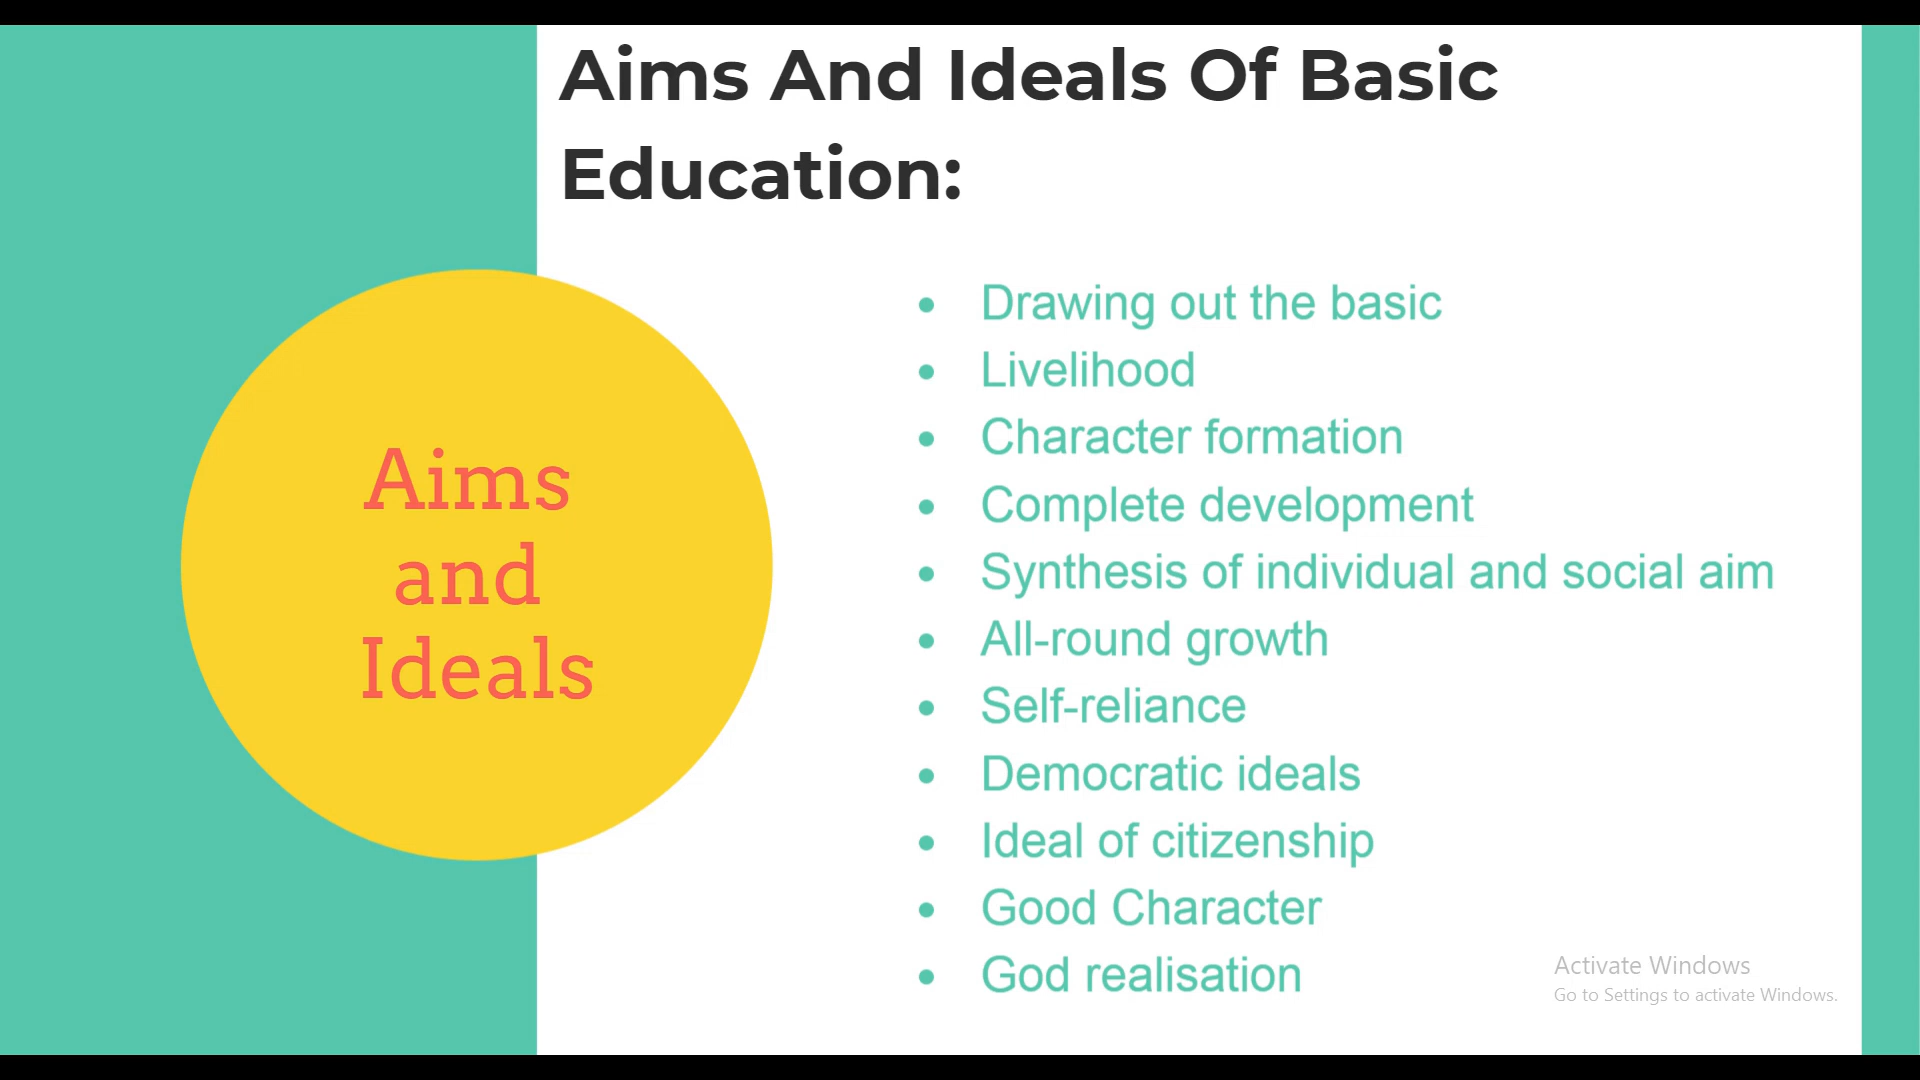 Aims And Ideals Of Basic
Education:
Aims
and
Ideals
• Drawing out the basic
• Livelihood
• Character formation
• Complete development
• Synthesis of individual and social aim
• All-round growth
• Self-reliance
• Democratic ideals
• Ideal of citizenship
• Good Character
• God realisation
Activate Windows
Go to Settings to activate Windows.